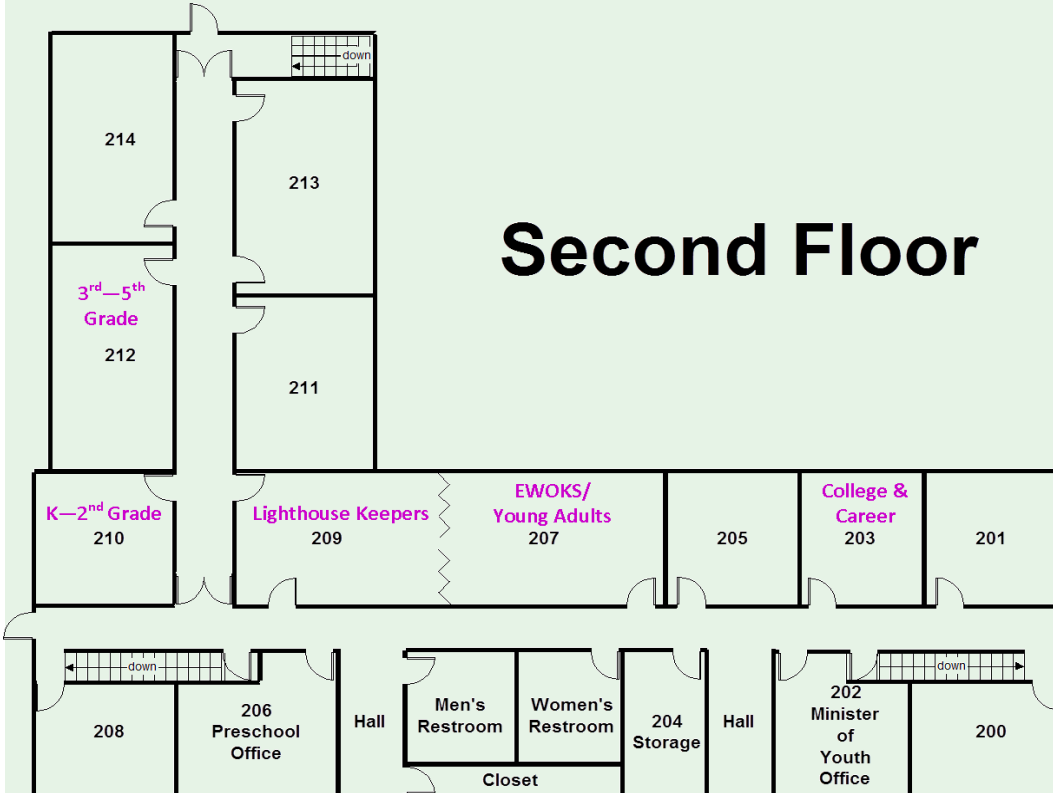 down
214
213
Second Floor
3rd—5th
Grade
212
211
K—2nd Grade
210
Lighthouse Keepers
209
EWOKS/
Young Adults
207
205
College &
Career
203
201
down
208
206
Preschool
Office
Hall
Men's
Restroom
Women's
Restroom
Closet
204
Storage
Hall
202
Minister
of
Youth
Office
down
200